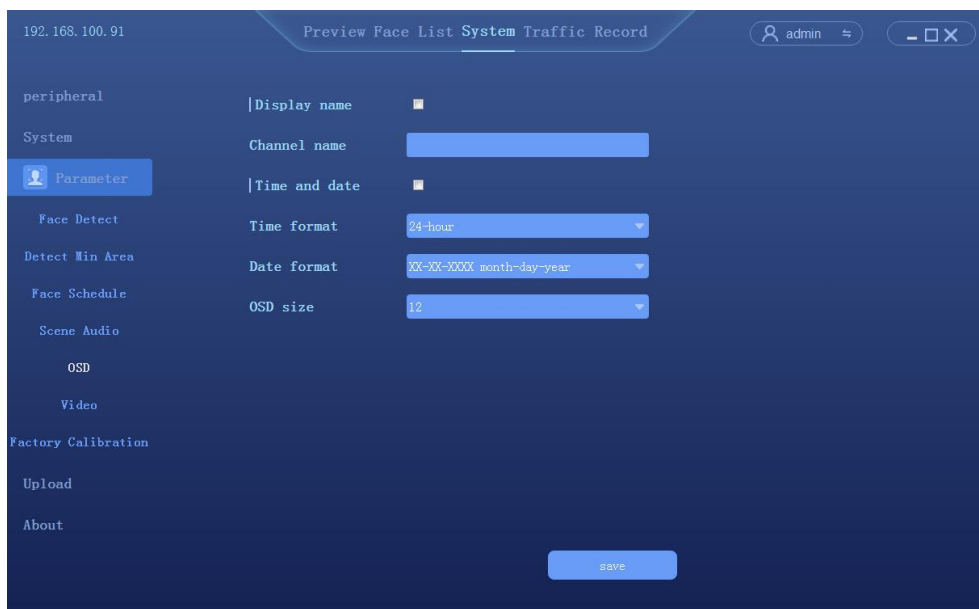 192.168.100.91 Preview Face List System Traffic Record admin
peripheral
Display name
System
Channel name
Parameter
Time and date
Face Detect
Time format 24-hour
Detect Min Area
Date format XX-XX-XXXX month-day-year
Face Schedule
OSD size 12
Scene Audio
OSD
Video
Factory Calibration
Upload
About
save